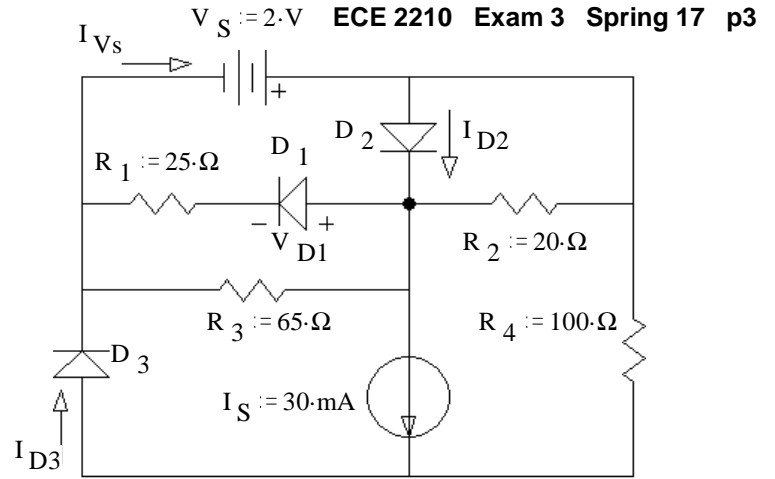 V S := 2·V ECE 2210 Exam 3 Spring 17 p3
I Vs
+
D 2
I D2
D 1
R 1 := 25·Ω
− V D1 +
R 2 := 20·Ω
R 3 := 65·Ω
R 4 := 100·Ω
D 3
I S := 30·mA
I D3